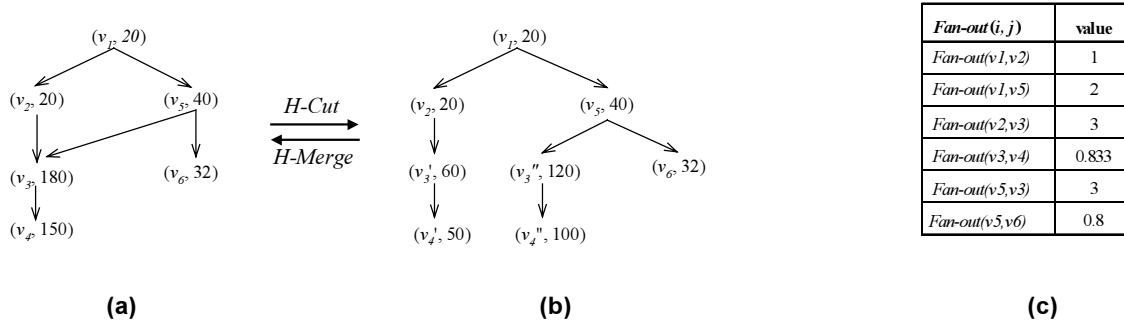 (v1, 20)
(v2, 20)
(v5, 40)
(v3, 180)
(v6, 32)
(v4, 150)
H-Cut
H-Merge
(v1, 20)
(v2, 20)
(v5, 40)
(v3', 60)
(v3", 120)
(v6, 32)
(v4', 50)
(v4", 100)
Fan-out(i, j) value
Fan-out(v1,v2) 1
Fan-out(v1,v5) 2
Fan-out(v2,v3) 3
Fan-out(v3,v4) 0.833
Fan-out(v5,v3) 3
Fan-out(v5,v6) 0.8
(a) (b) (c)